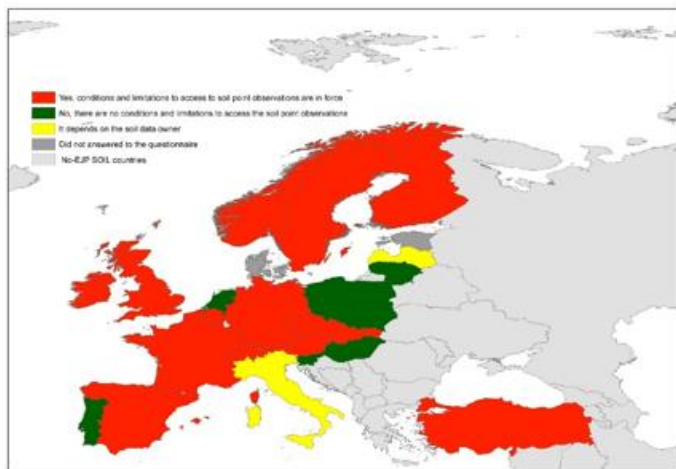 Yes, conditions and limitations to access to soil point observations are in force
No, there are no conditions and limitations to access the soil point observations
It depends on the soil data owner
Did not answered to the questionnaire
No-EJP SOIL countries